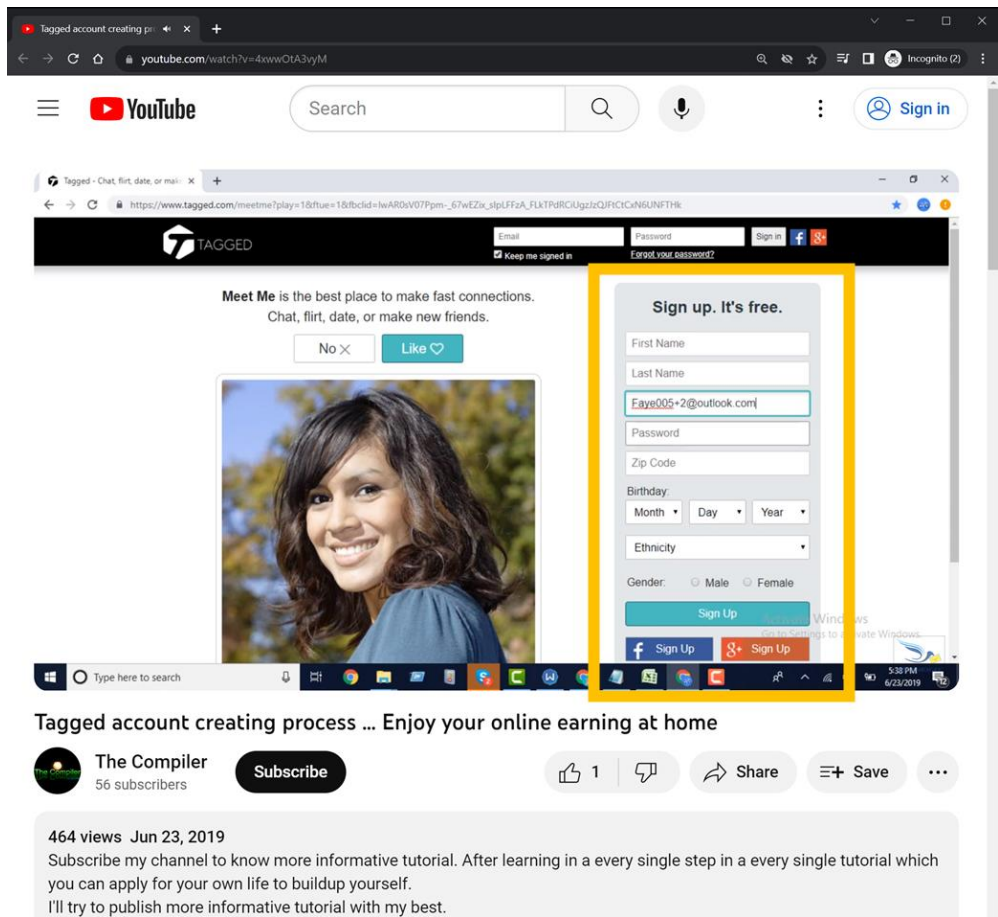 Tagged account creating pr
youtube.com/watch?v=4xwwOtA3vyM
Incognito (2)
YouTube
Search
Sign in
Tagged - Chat, flirt, date, or mak
https://www.tagged.com/meetme?play=1&ftue=1&fbclid=
TAGGED
Email
Password
Sign in
Keep me signed in
Forgot your password?
Meet Me is the best place to make fast connections.
Chat, flirt, date, or make new friends.
No
Like
Sign up. It's free.
First Name
Last Name
Faye005+2@outlook.com
Password
Zip Code
Birthday:
Month
Day
Year
Ethnicity
Gender:
Male
Female
Sign Up
Sign Up
Sign Up
Go to Settings to activate Windows.
Type here to search
5:38 PM
6/23/2019
Tagged account creating process ... Enjoy your online earning at home
The Compiler
The Compiler
56 subscribers
Subscribe
1
Share
Save
464 views Jun 23, 2019
Subscribe my channel to know more informative tutorial. After learning in a every single step in a every single tutorial which
you can apply for your own life to buildup yourself.
I'll try to publish more informative tutorial with my best.